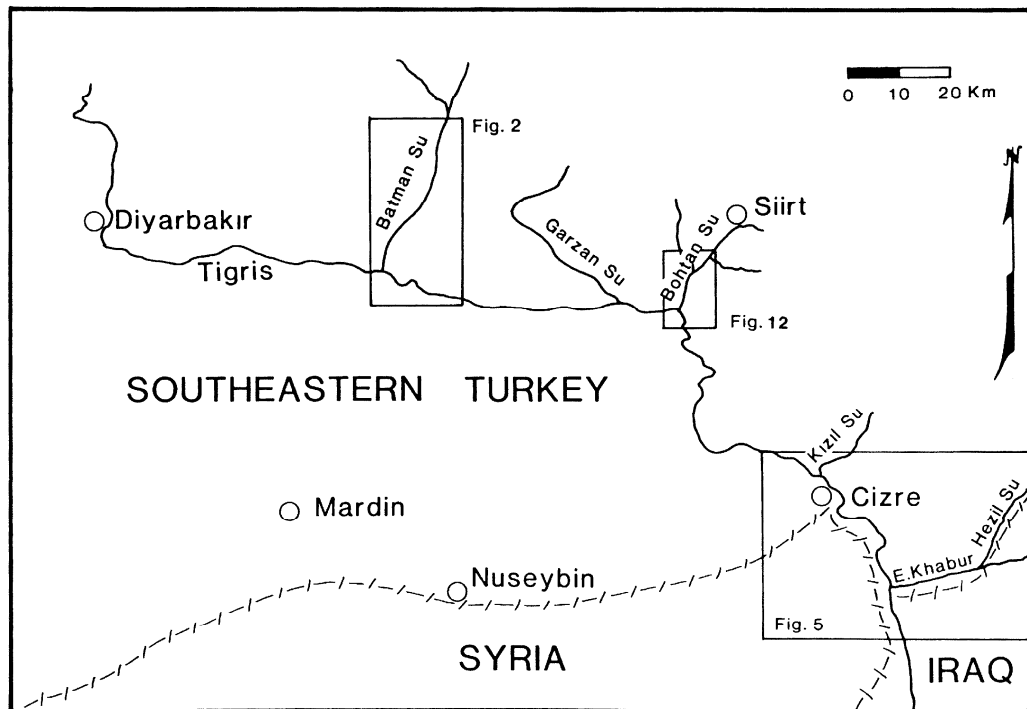 0 10 20 Km
Fig. 2
N
Batman Su
Diyarbakır
Siirt
Garzan Su
Bohtan Su
Tigris
Fig. 12
SOUTHEASTERN TURKEY
Kızıl Su
Mardin
Cizre
Hezil Su
E.Khabur
Nuseybin
Fig. 5
SYRIA
IRAQ